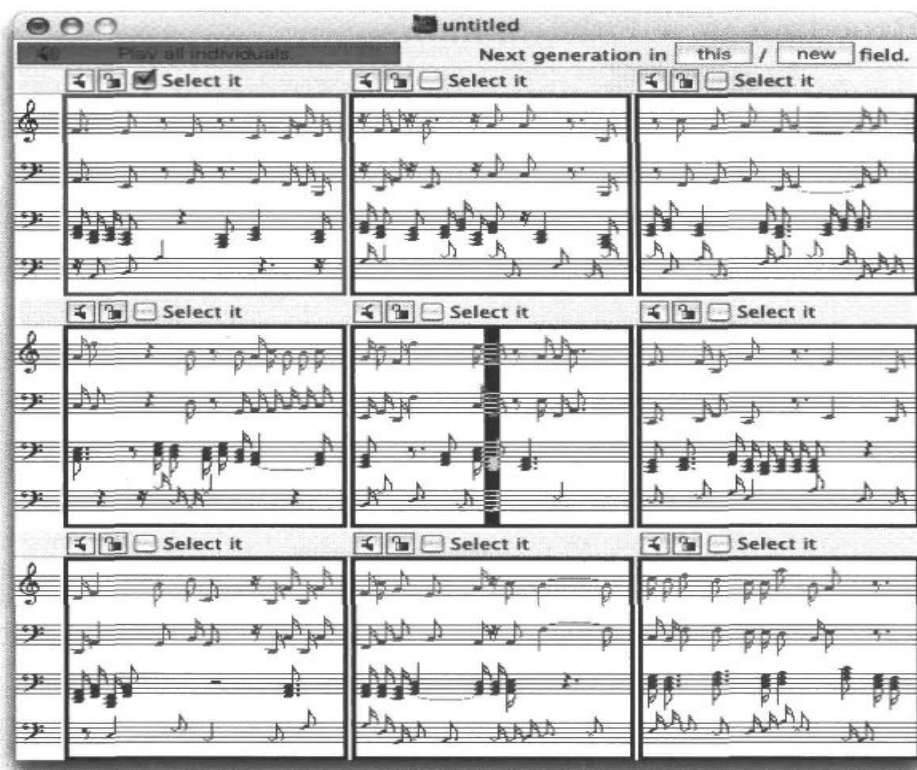 untitled
Play all individuals. Next generation in this / new field.
Select it Select it Select it
Select it Select it Select it
Select it Select it Select it